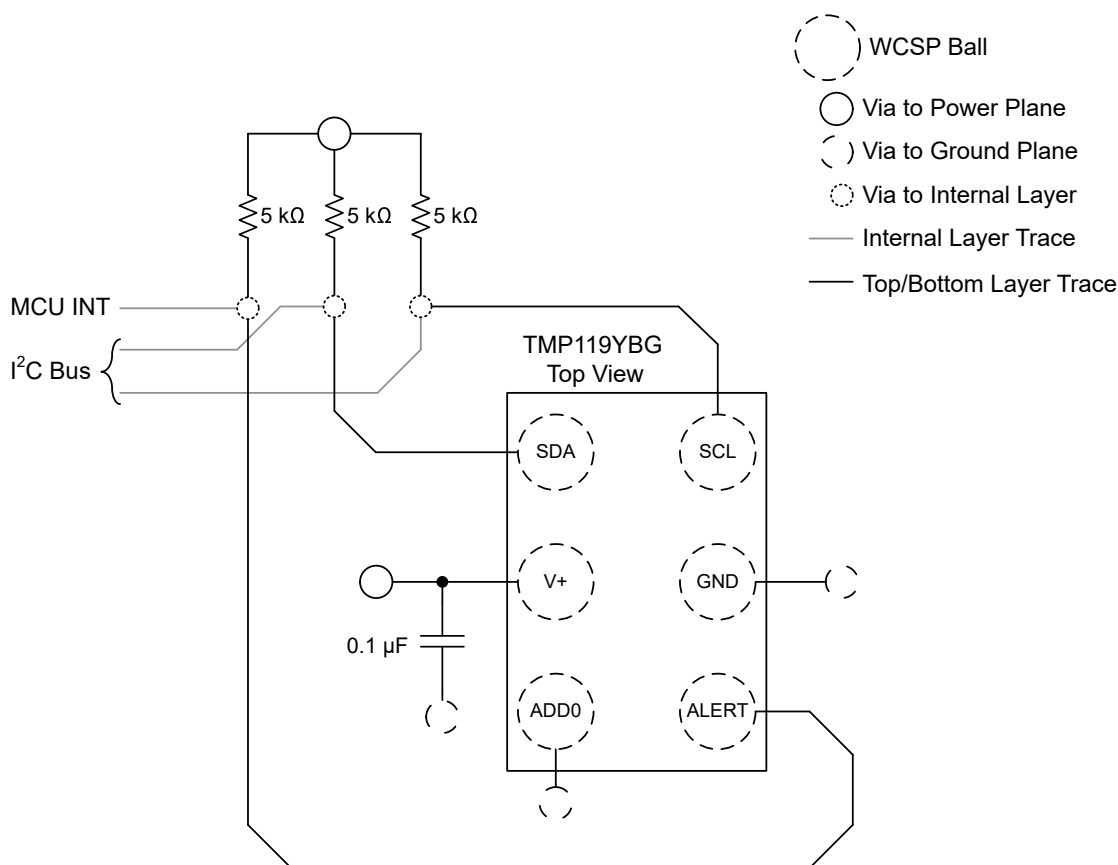 WCSP Ball
Via to Power Plane
Via to Ground Plane
Via to Internal Layer
Internal Layer Trace
Top/Bottom Layer Trace
5 kΩ
5 kΩ
5 kΩ
MCU INT
I²C Bus
TMP119YBG
Top View
SDA
SCL
V+
GND
0.1 µF
ADD0
ALERT